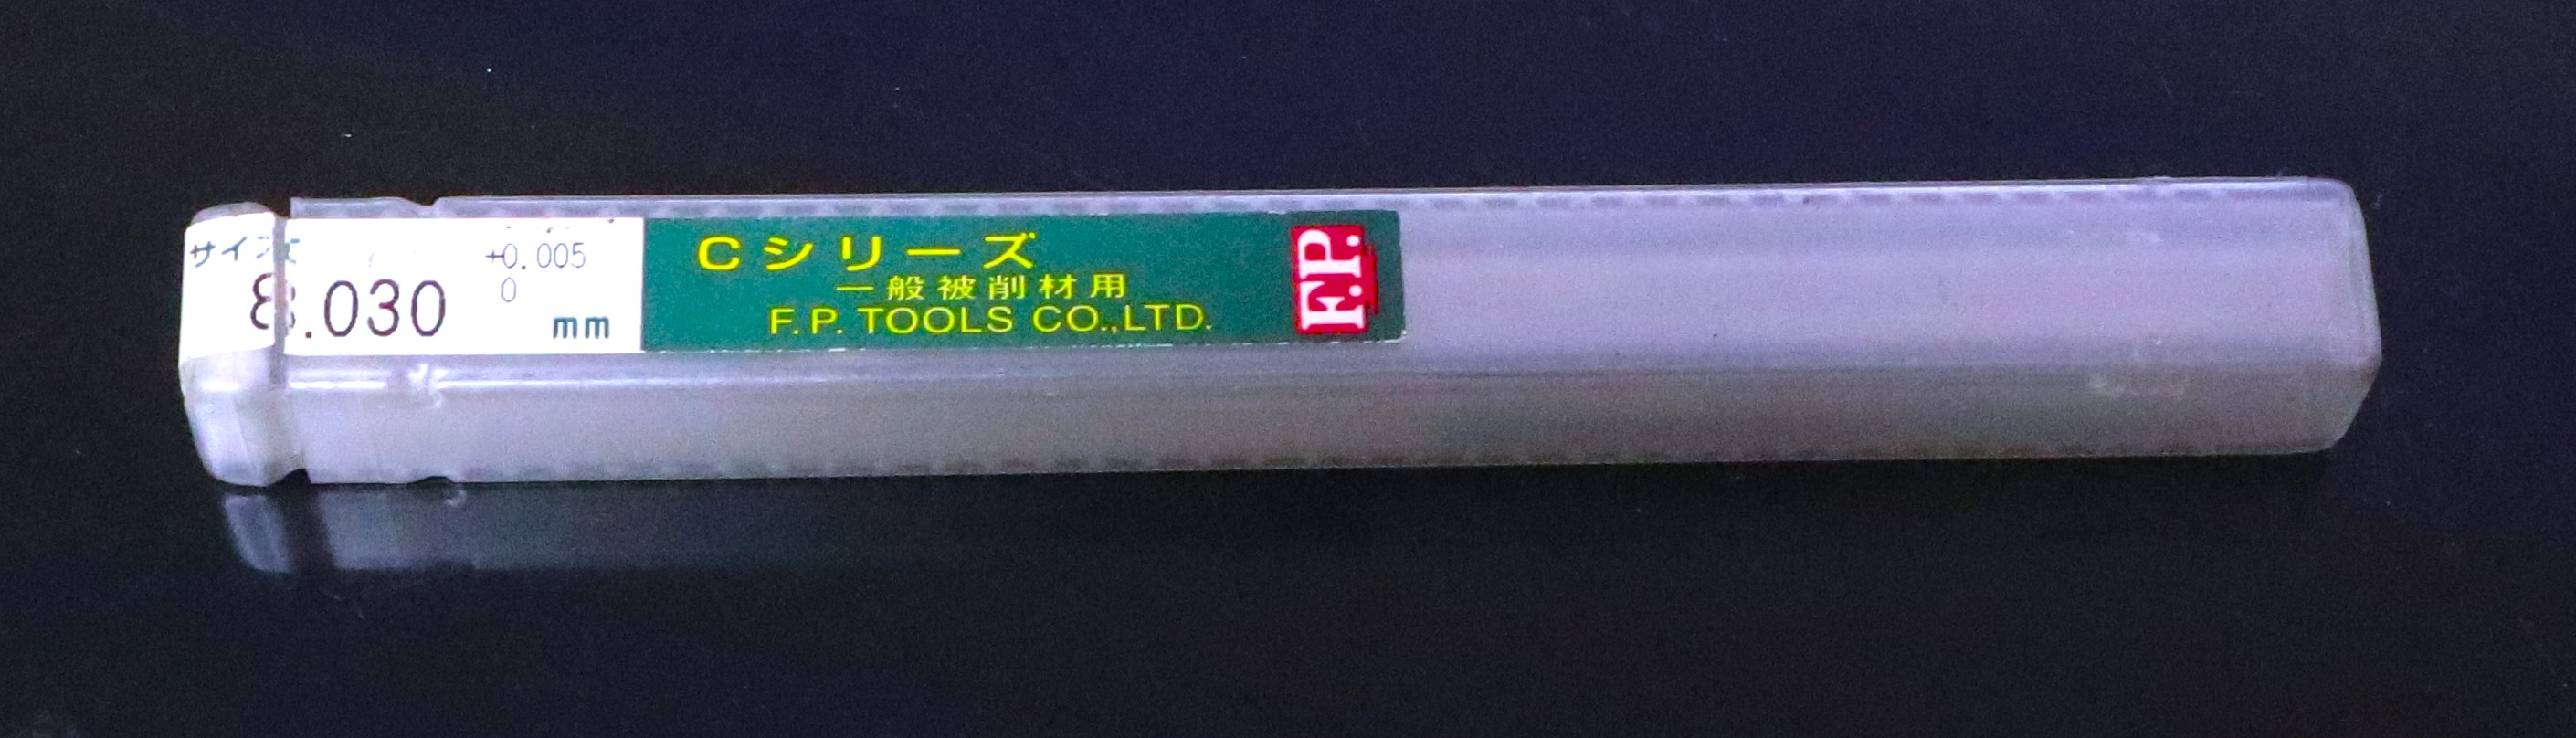 サイズ
8.030
+0.005
0
mm
Cシリーズ
一般被削材用
F.P. TOOLS CO.,LTD.
F.P.